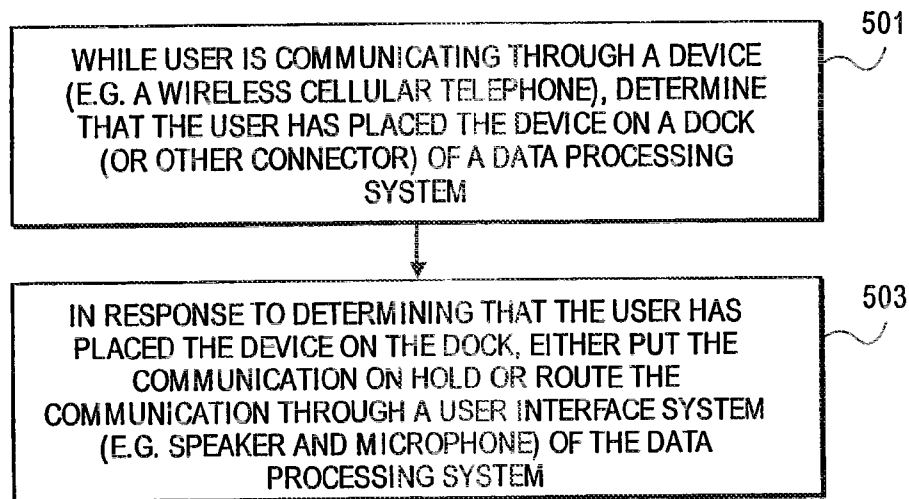 501
WHILE USER IS COMMUNICATING THROUGH A DEVICE
(E.G. A WIRELESS CELLULAR TELEPHONE), DETERMINE
THAT THE USER HAS PLACED THE DEVICE ON A DOCK
(OR OTHER CONNECTOR) OF A DATA PROCESSING
SYSTEM
503
IN RESPONSE TO DETERMINING THAT THE USER HAS
PLACED THE DEVICE ON THE DOCK, EITHER PUT THE
COMMUNICATION ON HOLD OR ROUTE THE
COMMUNICATION THROUGH A USER INTERFACE SYSTEM
(E.G. SPEAKER AND MICROPHONE) OF THE DATA
PROCESSING SYSTEM